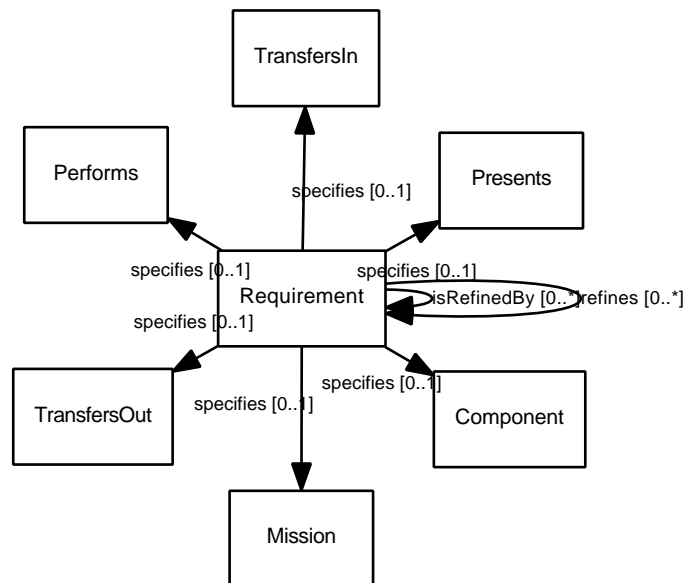 TransfersIn
Performs
Presents
specifies [0..1]
specifies [0..1]
specifies [0..1]
Requirement
isRefinedBy [0..*]
refines [0..*]
specifies [0..1]
specifies [0..1]
specifies [0..1]
TransfersOut
Component
Mission